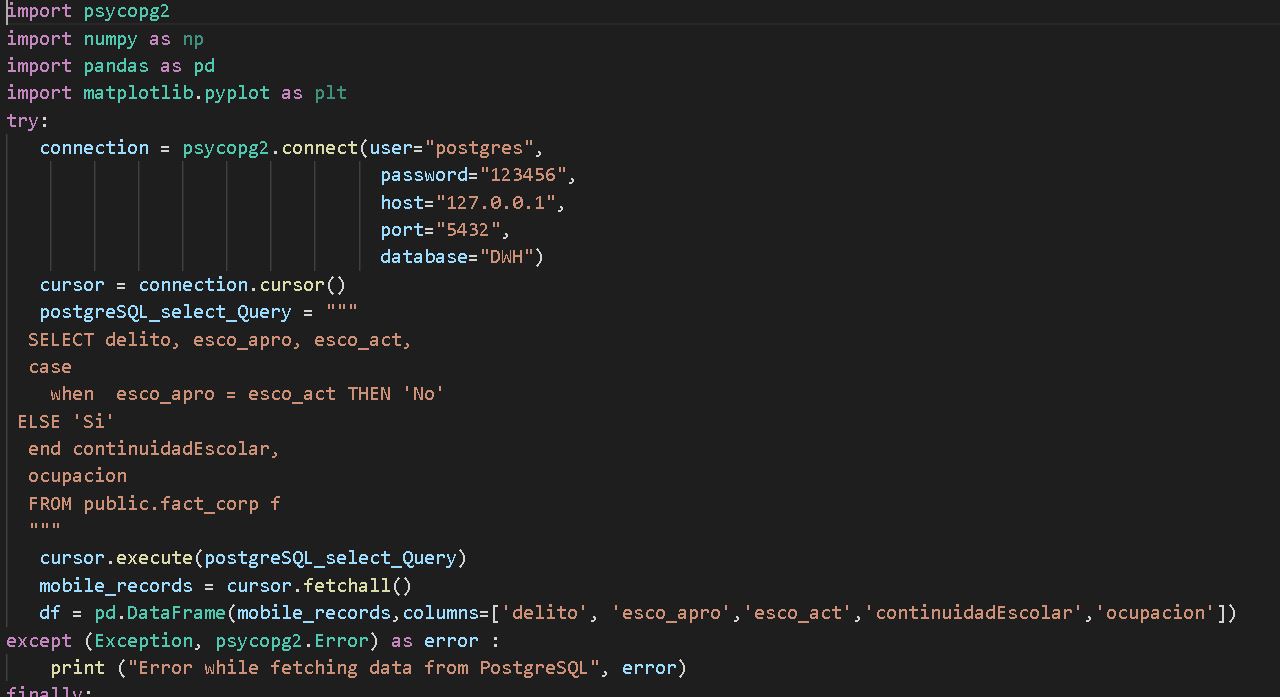 import psycopg2
import numpy as np
import pandas as pd
import matplotlib.pyplot as plt
try:
   connection = psycopg2.connect(user="postgres",
                                  password="123456",
                                  host="127.0.0.1",
                                  port="5432",
                                  database="DWH")
   cursor = connection.cursor()
   postgreSQL_select_Query = """
  SELECT delito, esco_apro, esco_act,
  case
    when  esco_apro = esco_act THEN 'No'
 ELSE 'Si'
  end continuidadEscolar,
  ocupacion
  FROM public.fact_corp f
  """
   cursor.execute(postgreSQL_select_Query)
   mobile_records = cursor.fetchall()
   df = pd.DataFrame(mobile_records,columns=['delito', 'esco_apro','esco_act','continuidadEscolar','ocupacion'])
except (Exception, psycopg2.Error) as error :
    print ("Error while fetching data from PostgreSQL", error)
finally: